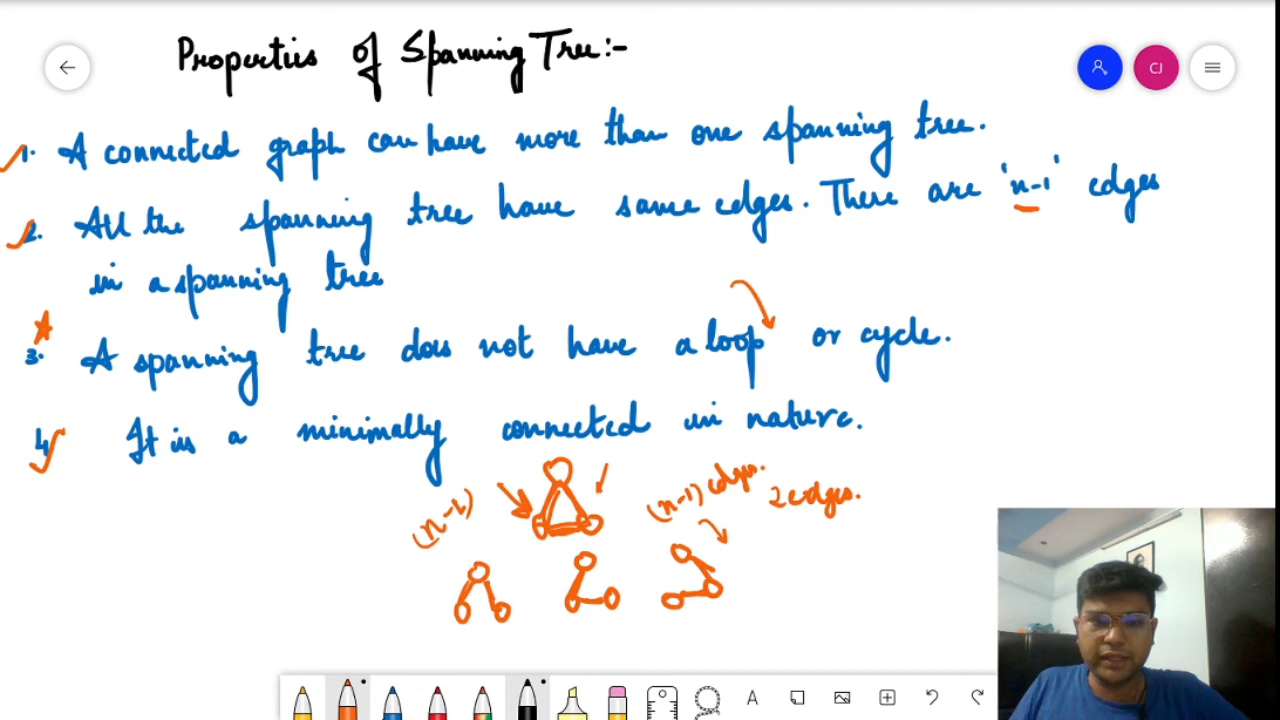 Properties of Spanning Tree:-
CJ
1. A connected graph can have more than one spanning tree.
2. All the spanning tree have same edges. There are 'n-1' edges
in a spanning tree
3. A spanning tree does not have a loop or cycle.
4 It is a minimally connected in nature.
(n-1) edges. 2 edges.
A